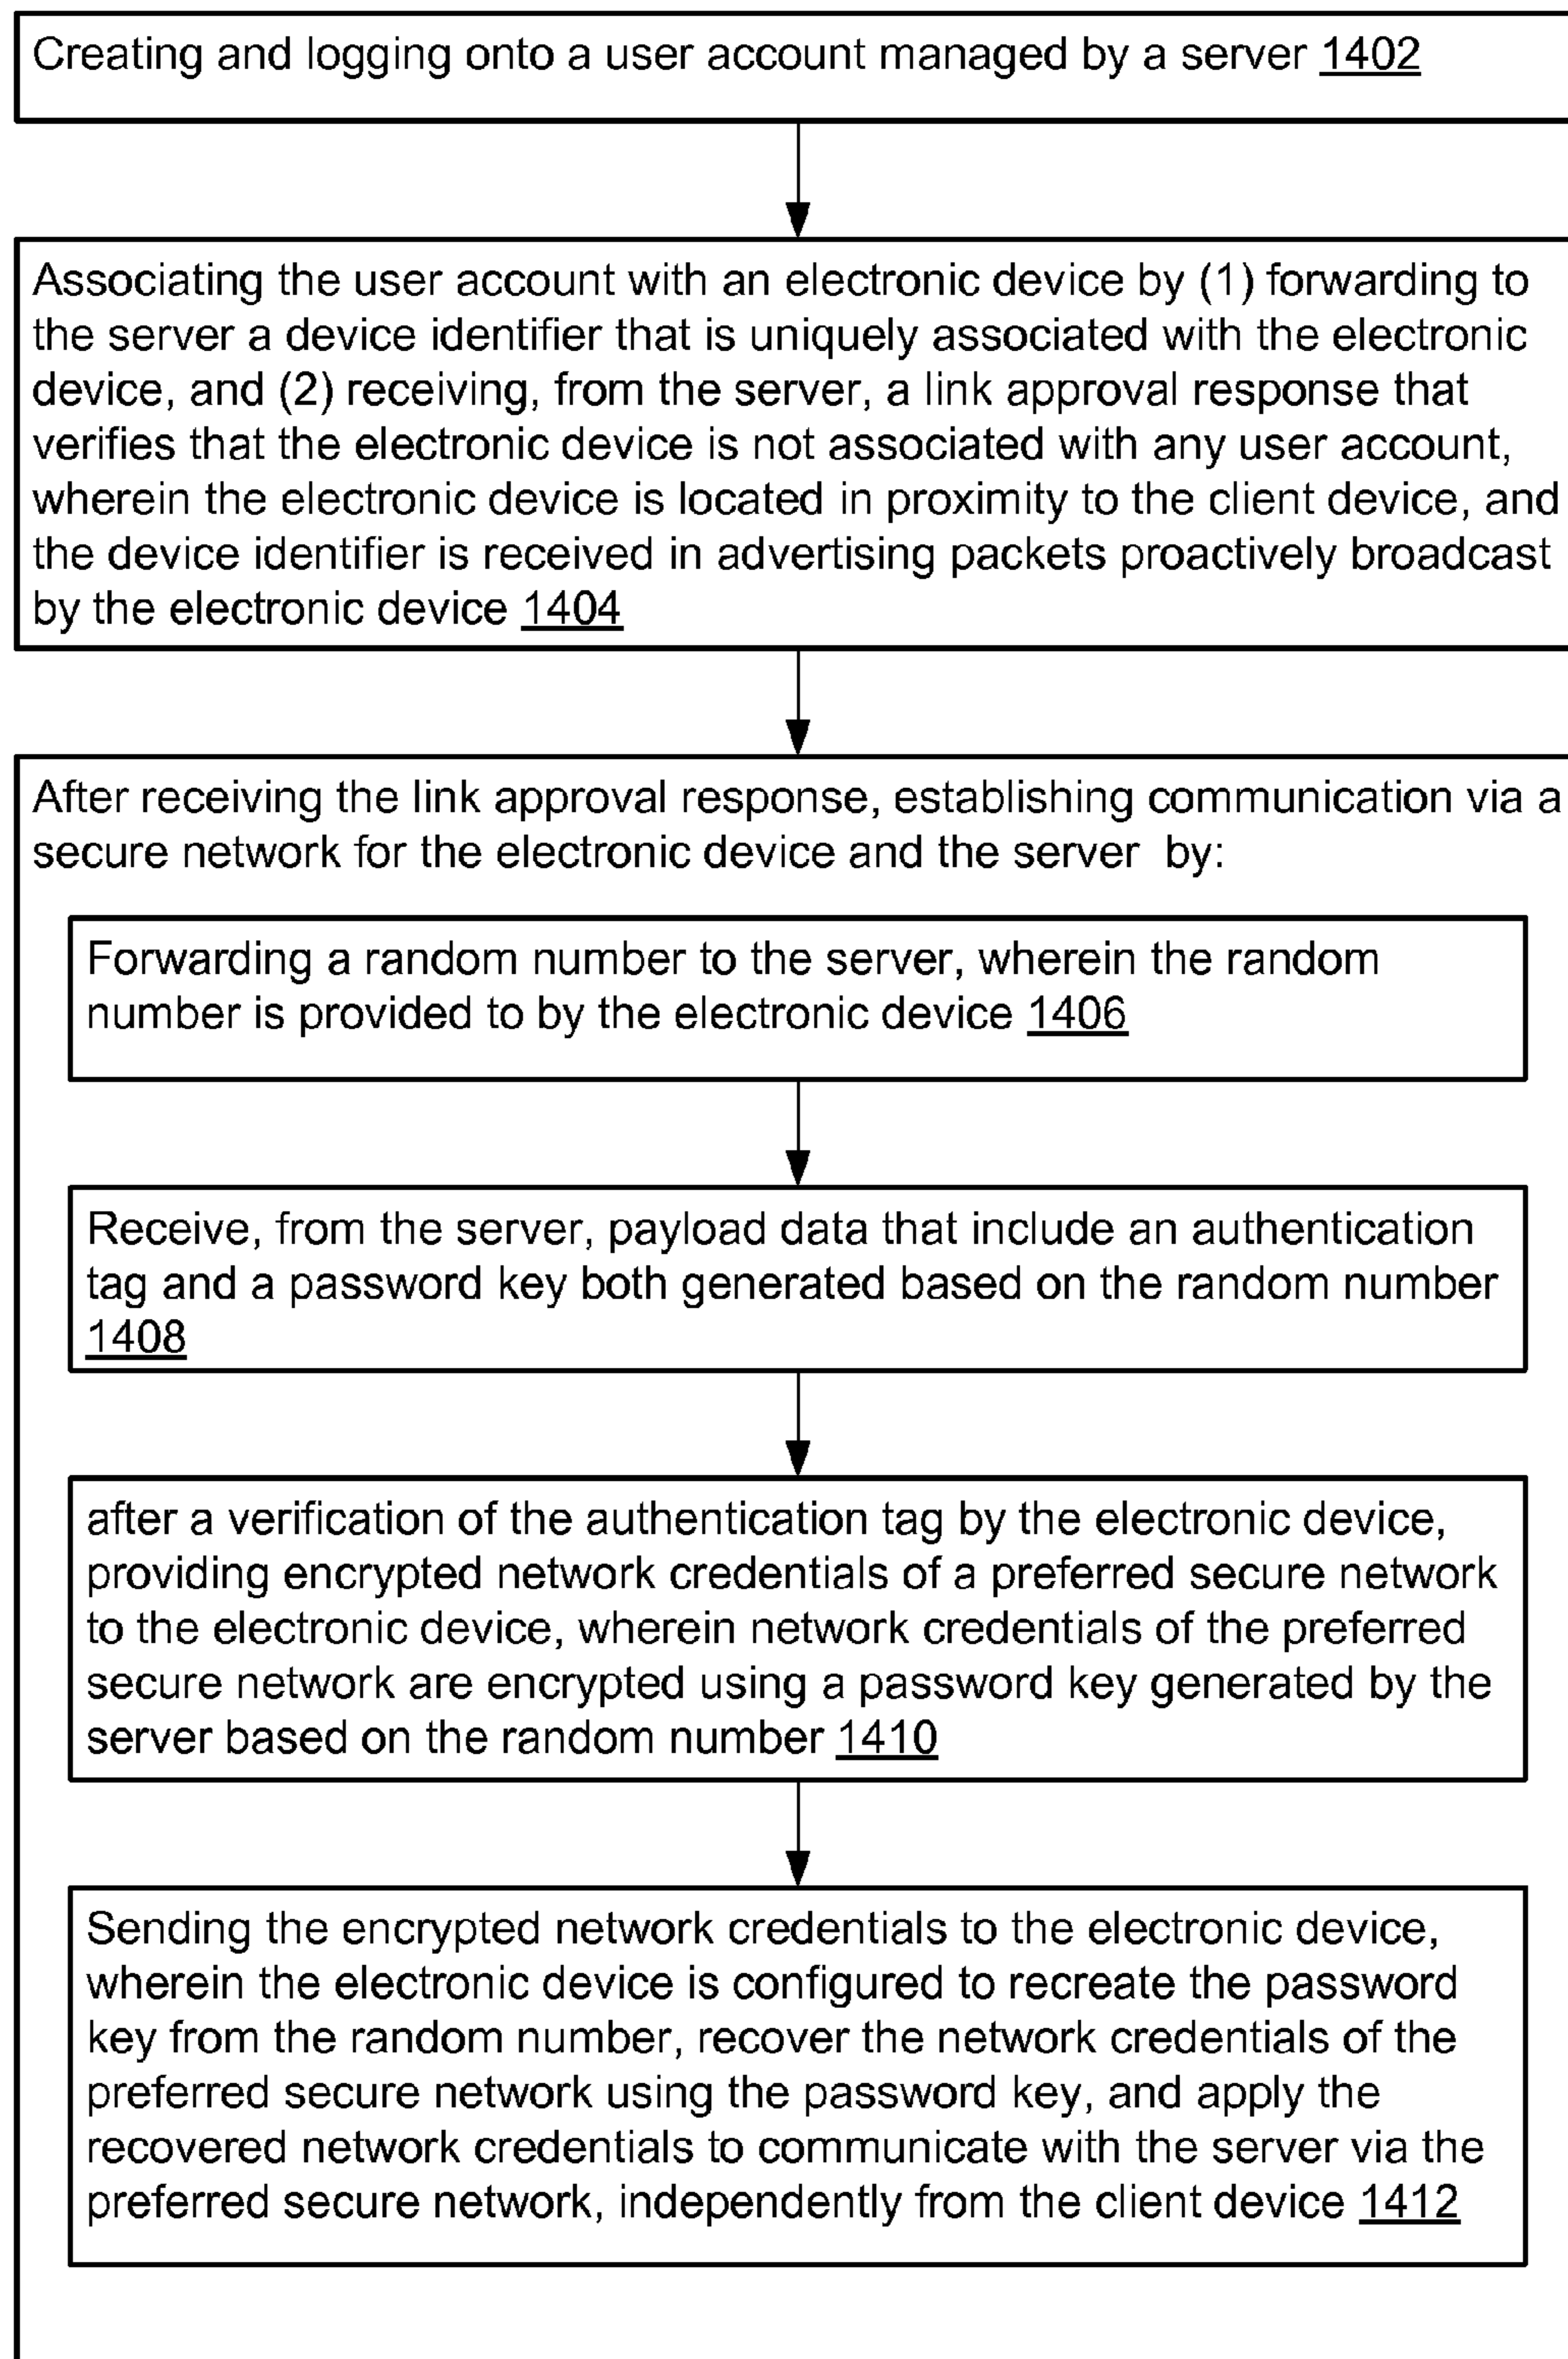 Creating and logging onto a user account managed by a server 1402
Associating the user account with an electronic device by (1) forwarding to
the server a device identifier that is uniquely associated with the electronic
device, and (2) receiving, from the server, a link approval response that
verifies that the electronic device is not associated with any user account,
wherein the electronic device is located in proximity to the client device, and
the device identifier is received in advertising packets proactively broadcast
by the electronic device 1404
After receiving the link approval response, establishing communication via a
secure network for the electronic device and the server by:
Forwarding a random number to the server, wherein the random
number is provided to by the electronic device 1406
Receive, from the server, payload data that include an authentication
tag and a password key both generated based on the random number
1408
after a verification of the authentication tag by the electronic device,
providing encrypted network credentials of a preferred secure network
to the electronic device, wherein network credentials of the preferred
secure network are encrypted using a password key generated by the
server based on the random number 1410
Sending the encrypted network credentials to the electronic device,
wherein the electronic device is configured to recreate the password
key from the random number, recover the network credentials of the
preferred secure network using the password key, and apply the
recovered network credentials to communicate with the server via the
preferred secure network, independently from the client device 1412